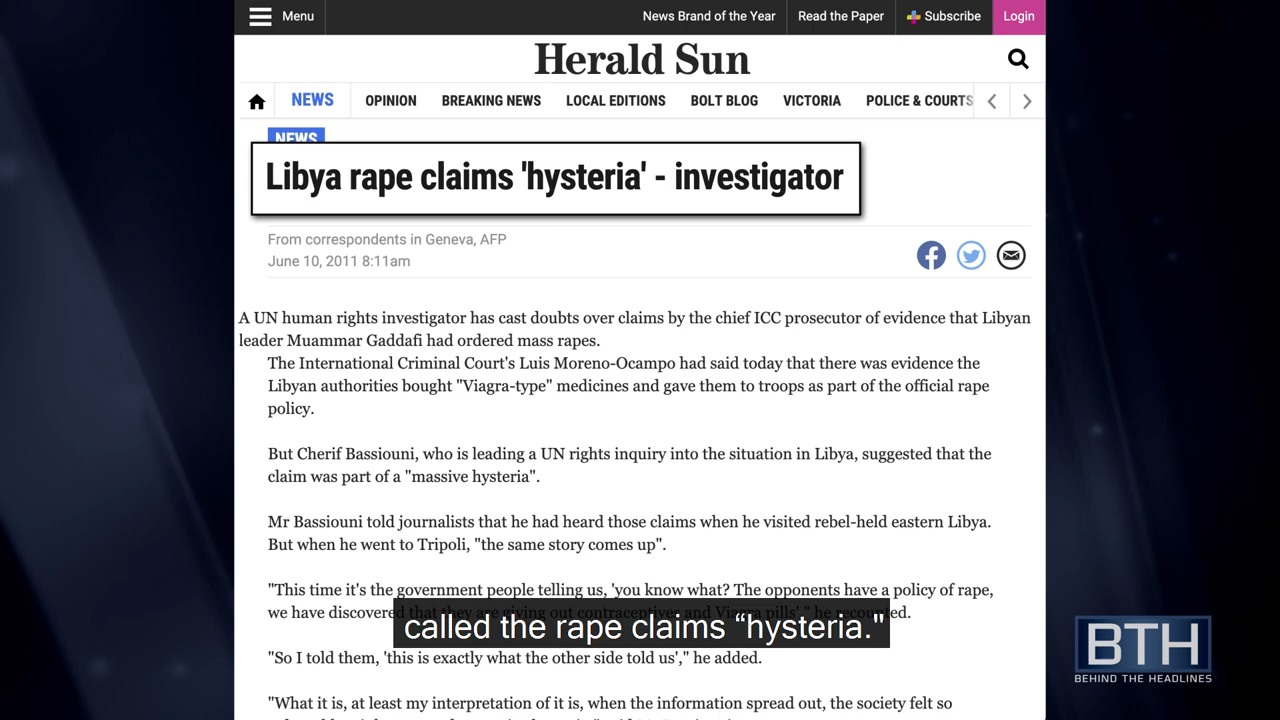 Menu
News Brand of the Year
Read the Paper
Subscribe
Login
Herald Sun
NEWS
OPINION
BREAKING NEWS
LOCAL EDITIONS
BOLT BLOG
VICTORIA
POLICE & COURTS
NEWS
Libya rape claims 'hysteria' - investigator
From correspondents in Geneva, AFP
June 10, 2011 8:11am
A UN human rights investigator has cast doubts over claims by the chief ICC prosecutor of evidence that Libyan
leader Muammar Gaddafi had ordered mass rapes.
The International Criminal Court's Luis Moreno-Ocampo had said today that there was evidence the
Libyan authorities bought "Viagra-type" medicines and gave them to troops as part of the official rape
policy.
But Cherif Bassiouni, who is leading a UN rights inquiry into the situation in Libya, suggested that the
claim was part of a "massive hysteria".
Mr Bassiouni told journalists that he had heard those claims when he visited rebel-held eastern Libya.
But when he went to Tripoli, "the same story comes up".
"This time it's the government people telling us, 'you know what? The opponents have a policy of rape,
we have discovered that they are giving out contraceptives and Viagra pills'," he recounted.
called the rape claims “hysteria."
"So I told them, 'this is exactly what the other side told us'," he added.
"What it is, at least my interpretation of it is, when the information spread out, the society felt so
BTH
BEHIND THE HEADLINES